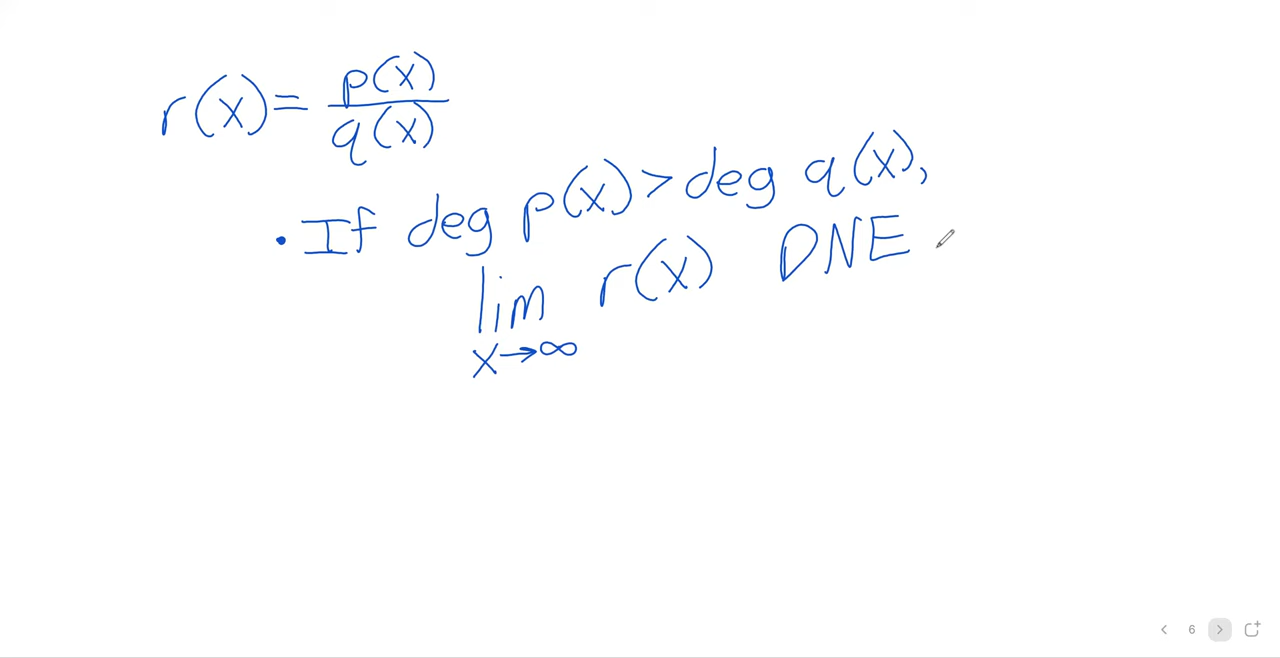 r(x) = p(x)/q(x)
• If deg p(x) > deg q(x),
lim x→∞ r(x) DNE
6